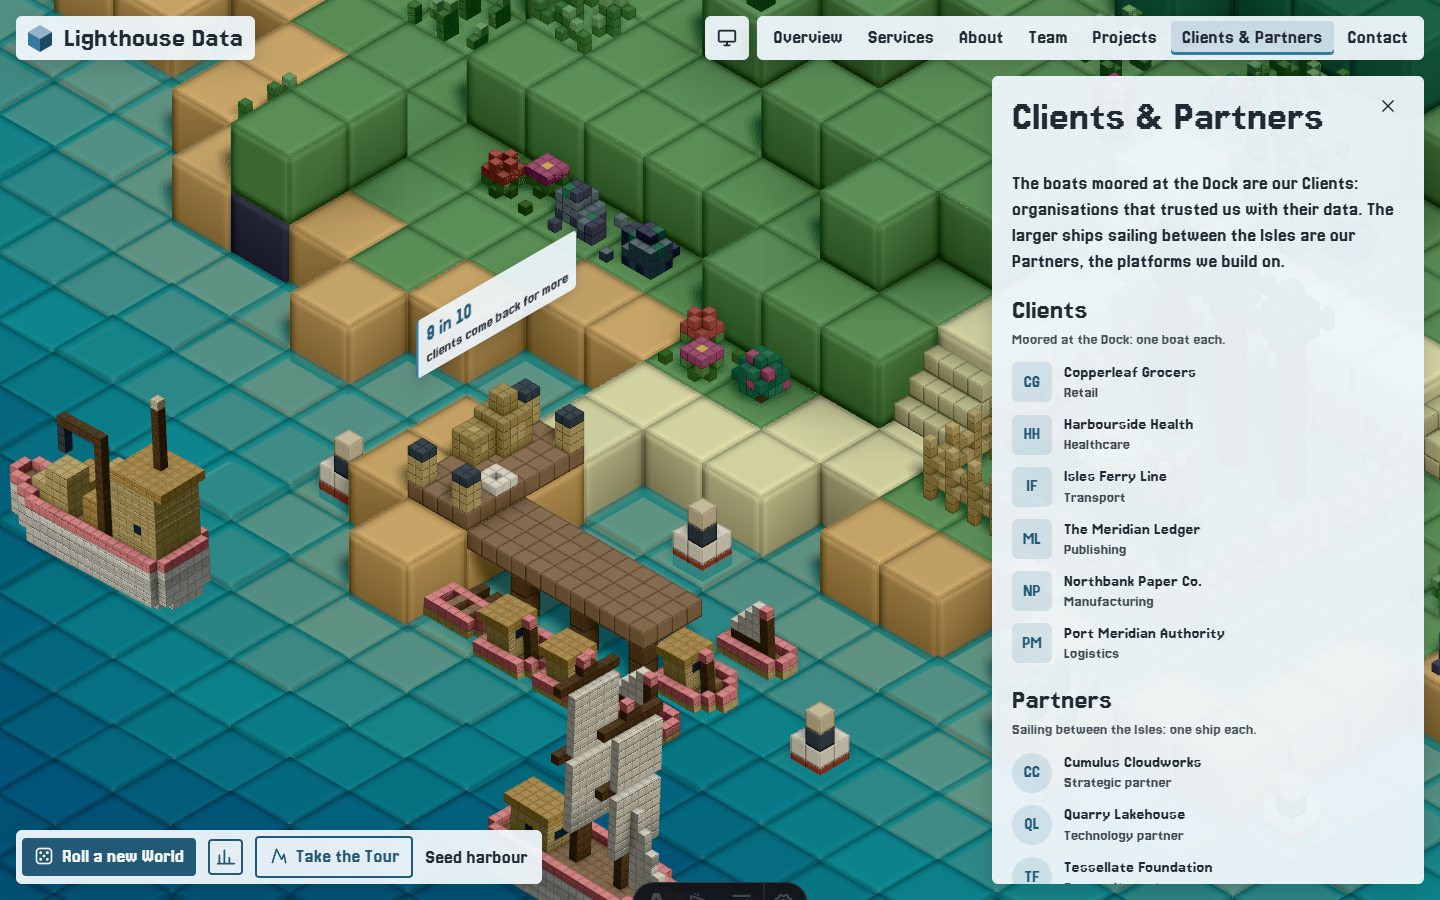 Lighthouse Data
Overview
Services
About
Team
Projects
Clients & Partners
Contact
Clients & Partners
The boats moored at the Dock are our Clients:
organisations that trusted us with their data. The
larger ships sailing between the Isles are our
Partners, the platforms we build on.
Clients
Moored at the Dock: one boat each.
CG
Copperleaf Grocers
Retail
HH
Harbourside Health
Healthcare
IF
Isles Ferry Line
Transport
ML
The Meridian Ledger
Publishing
NP
Northbank Paper Co.
Manufacturing
PM
Port Meridian Authority
Logistics
Partners
Sailing between the Isles: one ship each.
CC
Cumulus Cloudworks
Strategic partner
QL
Quarry Lakehouse
Technology partner
TF
Tessellate Foundation
9 in 10
clients come back for more
Roll a new World
Take the Tour
Seed harbour